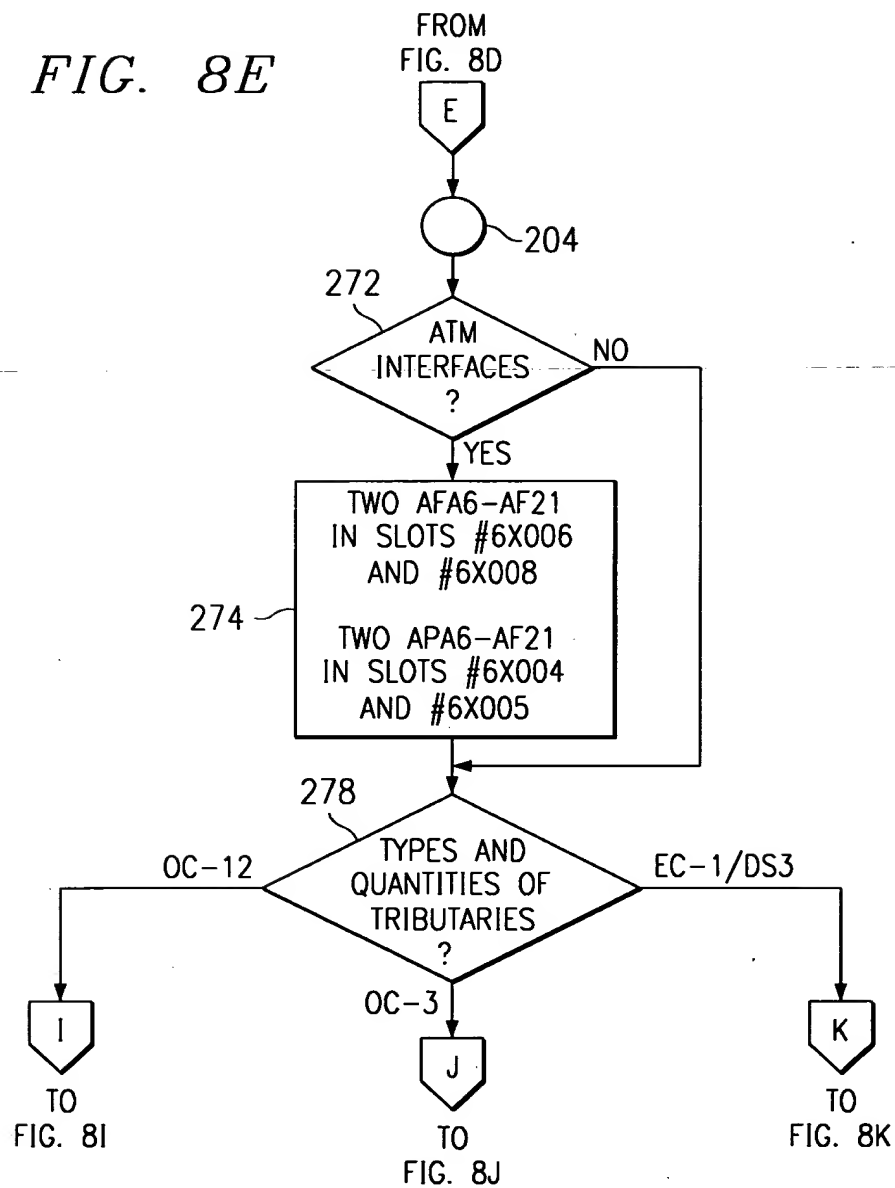 FIG. 8E
FROM
FIG. 8D
E
204
272
ATM
INTERFACES
?
NO
YES
TWO AFA6-AF21
IN SLOTS #6X006
AND #6X008
274
TWO APA6-AF21
IN SLOTS #6X004
AND #6X005
278
TYPES AND
QUANTITIES OF
TRIBUTARIES
?
OC-12
EC-1/DS3
OC-3
I
J
K
TO
FIG. 8I
TO
FIG. 8J
TO
FIG. 8K